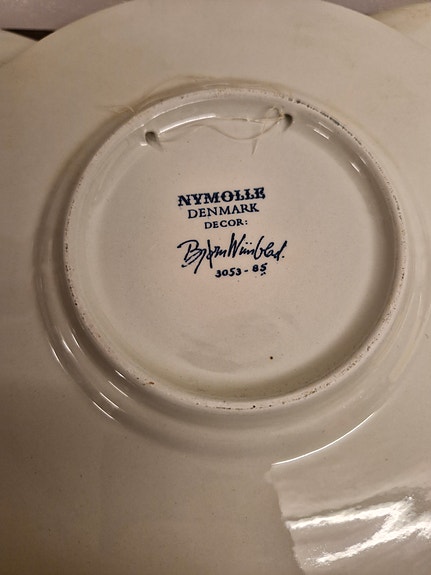 NYMOLLE
DENMARK
DECOR:
Bjørn Wiinblad.
3053-85